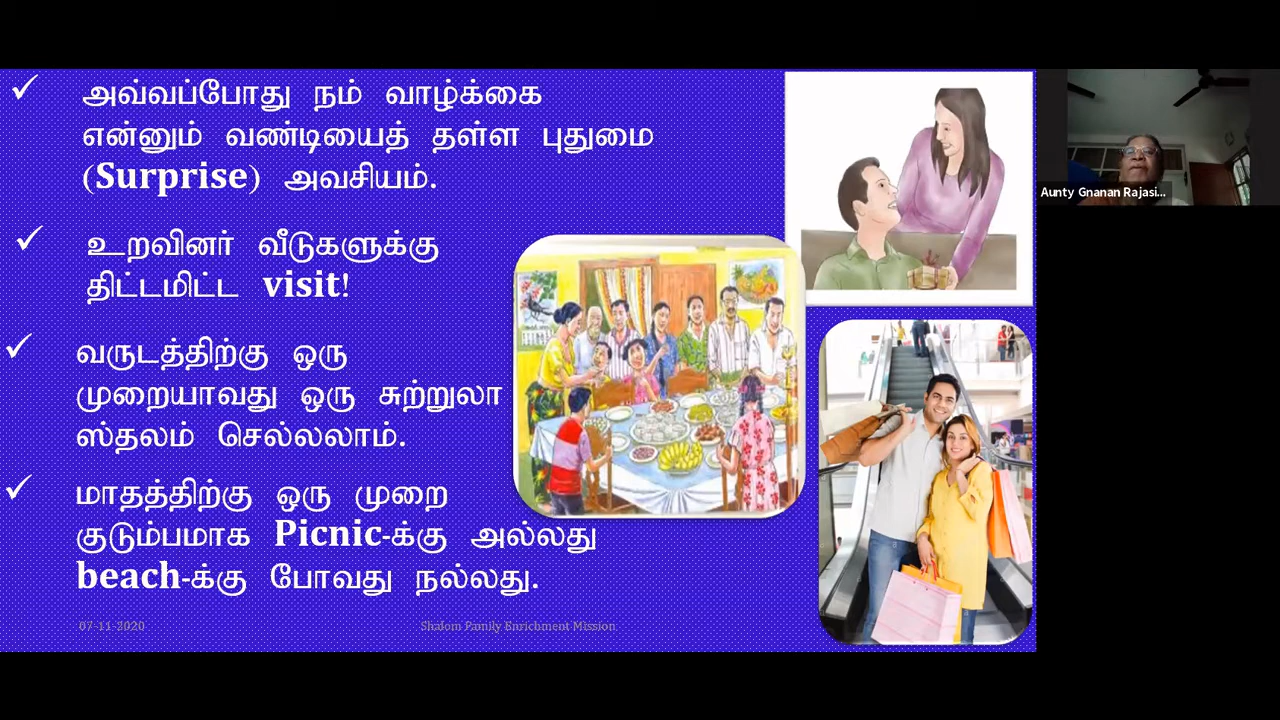 அவ்வப்போது நம் வாழ்க்கை
என்னும் வண்டியைத் தள்ள புதுமை
(Surprise) அவசியம்.
உறவினர் வீடுகளுக்கு
திட்டமிட்ட visit!
வருடத்திற்கு ஒரு
முறையாவது ஒரு சுற்றுலா
ஸ்தலம் செல்லலாம்.
மாதத்திற்கு ஒரு முறை
குடும்பமாக Picnic-க்கு அல்லது
beach-க்கு போவது நல்லது.
07-11-2020
Shalom Family Enrichment Mission
Aunty Gnanan Rajasi...